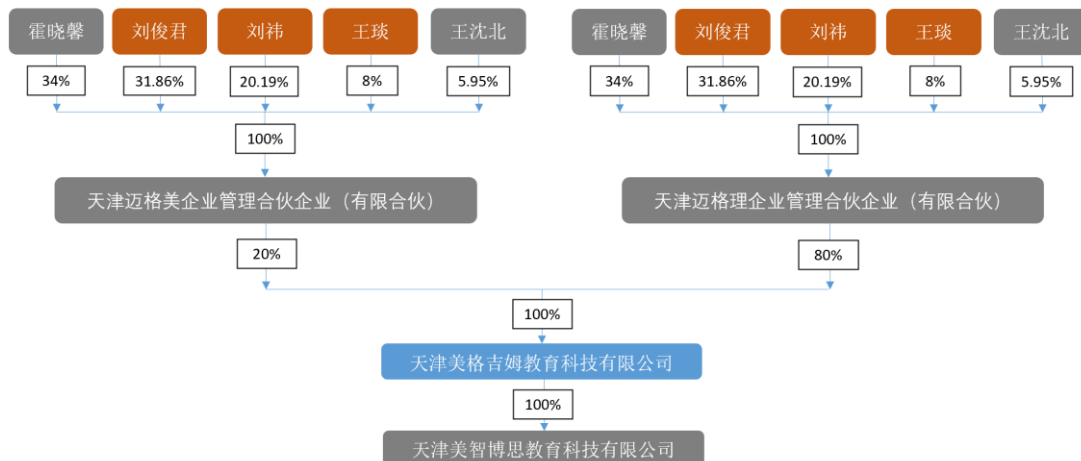 霍晓馨 刘俊君 刘祎 王琰 王沈北 霍晓馨 刘俊君 刘祎 王琰 王沈北
34% 31.86% 20.19% 8% 5.95% 34% 31.86% 20.19% 8% 5.95%
100% 100%
天津迈格美企业管理合伙企业（有限合伙） 天津迈格理企业管理合伙企业（有限合伙）
20% 80%
100%
天津美格吉姆教育科技有限公司
100%
天津美智博思教育科技有限公司